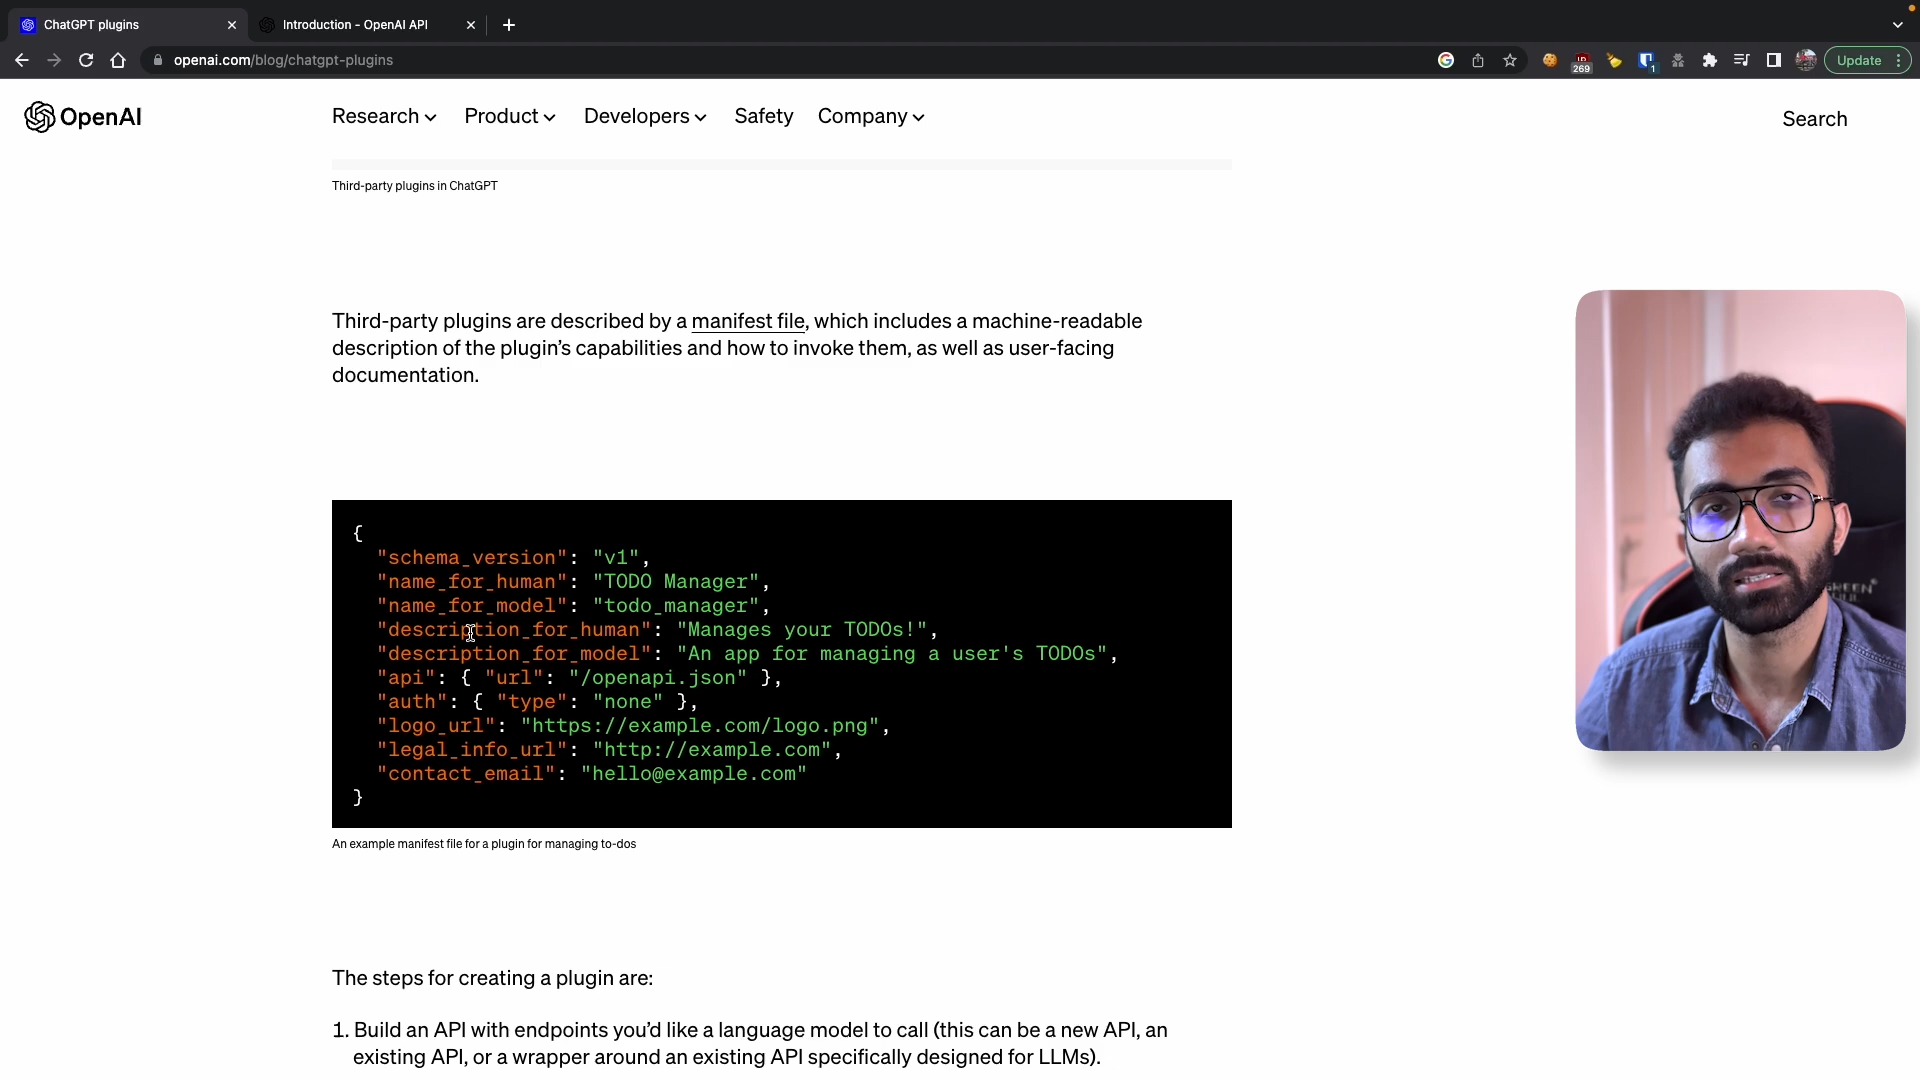 ChatGPT plugins
Introduction - OpenAI API
openai.com/blog/chatgpt-plugins
269
1
Update
OpenAI
Research
Product
Developers
Safety
Company
Search
Third-party plugins in ChatGPT
Third-party plugins are described by a manifest file, which includes a machine-readable
description of the plugin’s capabilities and how to invoke them, as well as user-facing
documentation.
{
"schema_version": "v1",
"name_for_human": "TODO Manager",
"name_for_model": "todo_manager",
"description_for_human": "Manages your TODOs!",
"description_for_model": "An app for managing a user's TODOs",
"api": { "url": "/openapi.json" },
"auth": { "type": "none" },
"logo_url": "https://example.com/logo.png",
"legal_info_url": "http://example.com",
"contact_email": "hello@example.com"
}
An example manifest file for a plugin for managing to-dos
The steps for creating a plugin are:
1. Build an API with endpoints you’d like a language model to call (this can be a new API, an
existing API, or a wrapper around an existing API specifically designed for LLMs).